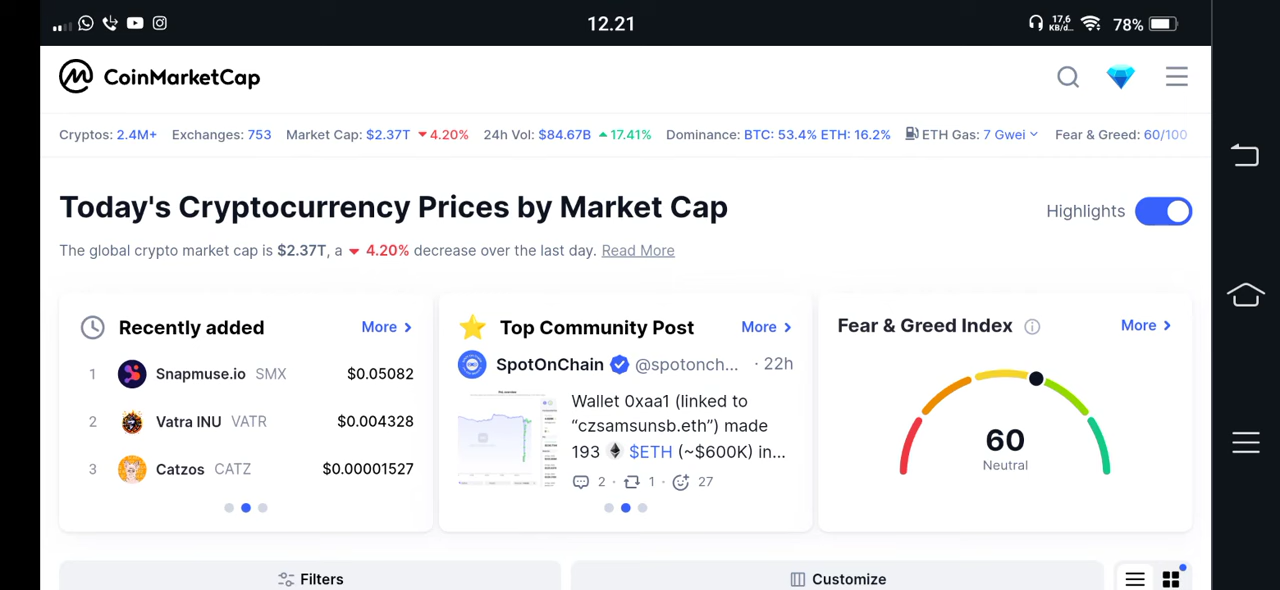 12.21
17,6
KB/d...
78%
CoinMarketCap
Cryptos: 2.4M+ Exchanges: 753 Market Cap: $2.37T 4.20% 24h Vol: $84.67B 17.41% Dominance: BTC: 53.4% ETH: 16.2% ETH Gas: 7 Gwei Fear & Greed: 60/100
Today's Cryptocurrency Prices by Market Cap
Highlights
The global crypto market cap is $2.37T, a 4.20% decrease over the last day. Read More
Recently added More
1 Snapmuse.io SMX $0.05082
2 Vatra INU VATR $0.004328
3 Catzos CATZ $0.00001527
Top Community Post More
SpotOnChain @spotonch... · 22h
Wallet 0xaa1 (linked to
“czsamsunsb.eth”) made
193 $ETH (~$600K) in...
2 · 1 · 27
Fear & Greed Index More
60
Neutral
Filters
Customize